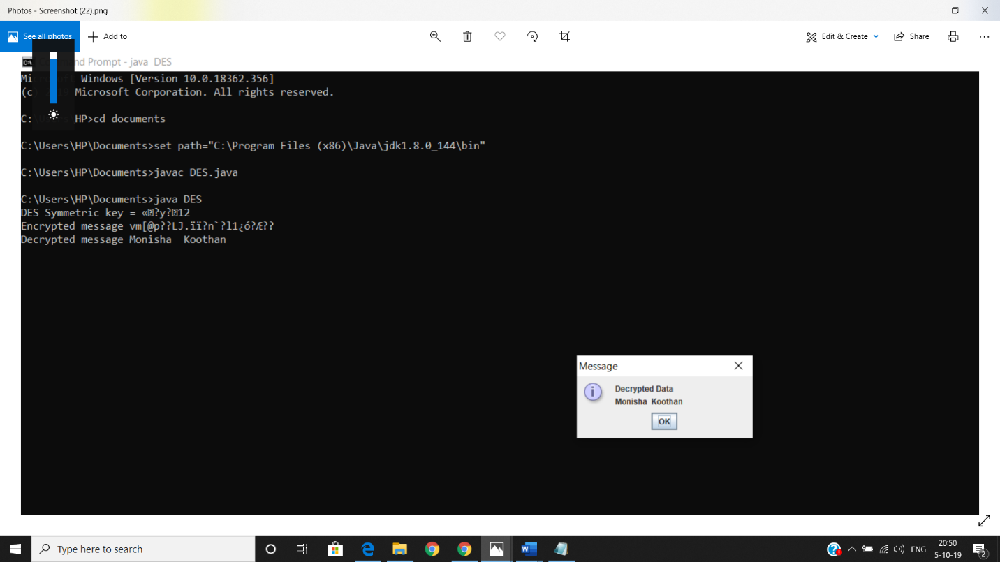 Photos - Screenshot (22).png
See all photos
Add to
Edit & Create
Share
nd Prompt - java  DES
Mi Windows [Version 10.0.18362.356]
(c Microsoft Corporation. All rights reserved.
C: HP>cd documents
C:\Users\HP\Documents>set path="C:\Program Files (x86)\Java\jdk1.8.0_144\bin"
C:\Users\HP\Documents>javac DES.java
C:\Users\HP\Documents>java DES
DES Symmetric key = «⍰?y?⍰12
Encrypted message vm[@p??LJ.ïï?n`?l1¿ó?Æ??
Decrypted message Monisha  Koothan
Message
Decrypted Data
Monisha  Koothan
OK
Type here to search
ENG
20:50
5-10-19
2